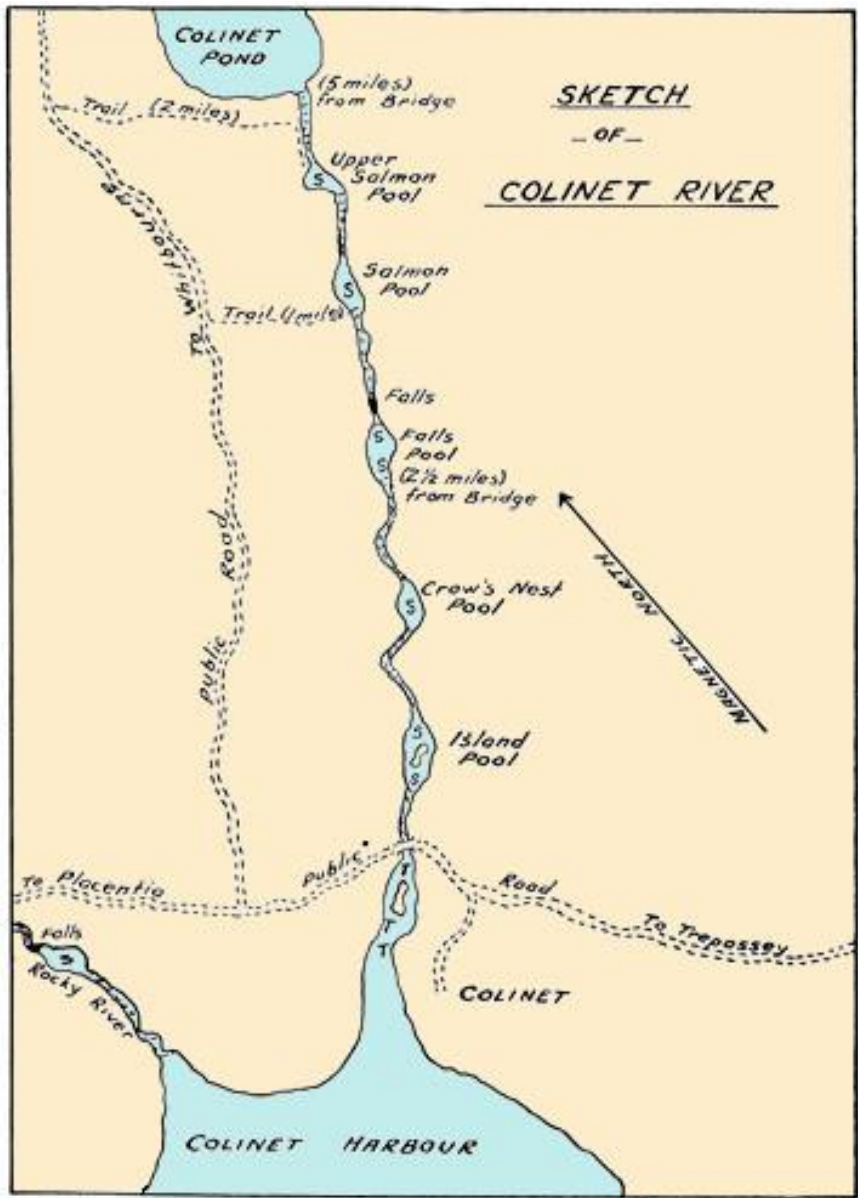 COLINET
POND
(5 miles)
from Bridge
SKETCH
_ OF _
COLINET RIVER
Trail (2 miles)
Upper
Salmon
Pool
S
To Whitbourne
Salmon
Pool
S
Trail (1 mile)
Falls
Falls
Pool
S
S
(2½ miles)
from Bridge
MAGNETIC NORTH
Public Road
Crow's Nest
Pool
S
Island
Pool
S
S
To Placentia
Public Road
To Trepassey
T
T
T
Falls
S
Rocky River
COLINET
COLINET HARBOUR